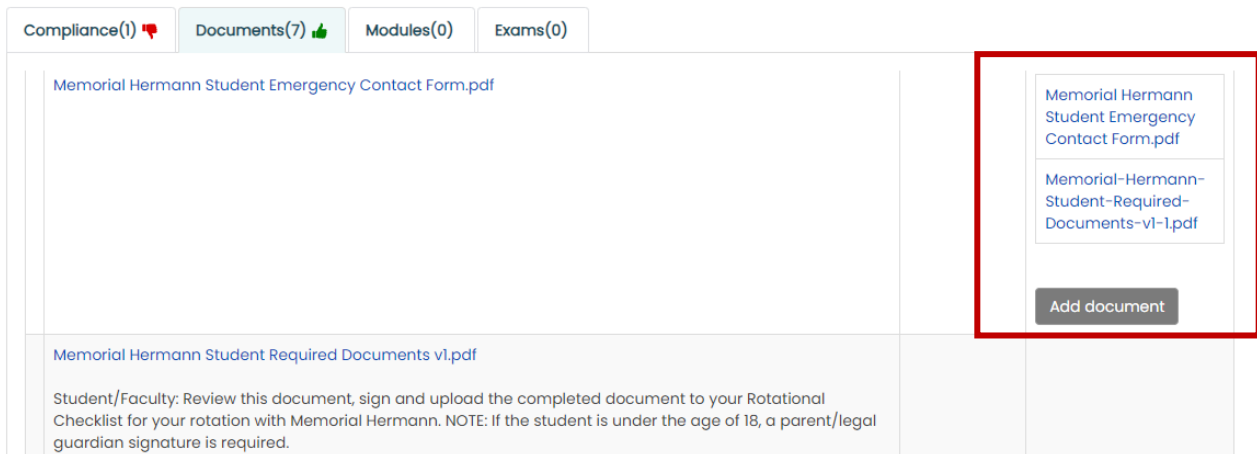 Compliance(1)
Documents(7)
Modules(0)
Exams(0)
Memorial Hermann Student Emergency Contact Form.pdf
Memorial Hermann
Student Emergency
Contact Form.pdf
Memorial-Hermann-
Student-Required-
Documents-v1-1.pdf
Add document
Memorial Hermann Student Required Documents v1.pdf
Student/Faculty: Review this document, sign and upload the completed document to your Rotational
Checklist for your rotation with Memorial Hermann. NOTE: If the student is under the age of 18, a parent/legal
guardian signature is required.